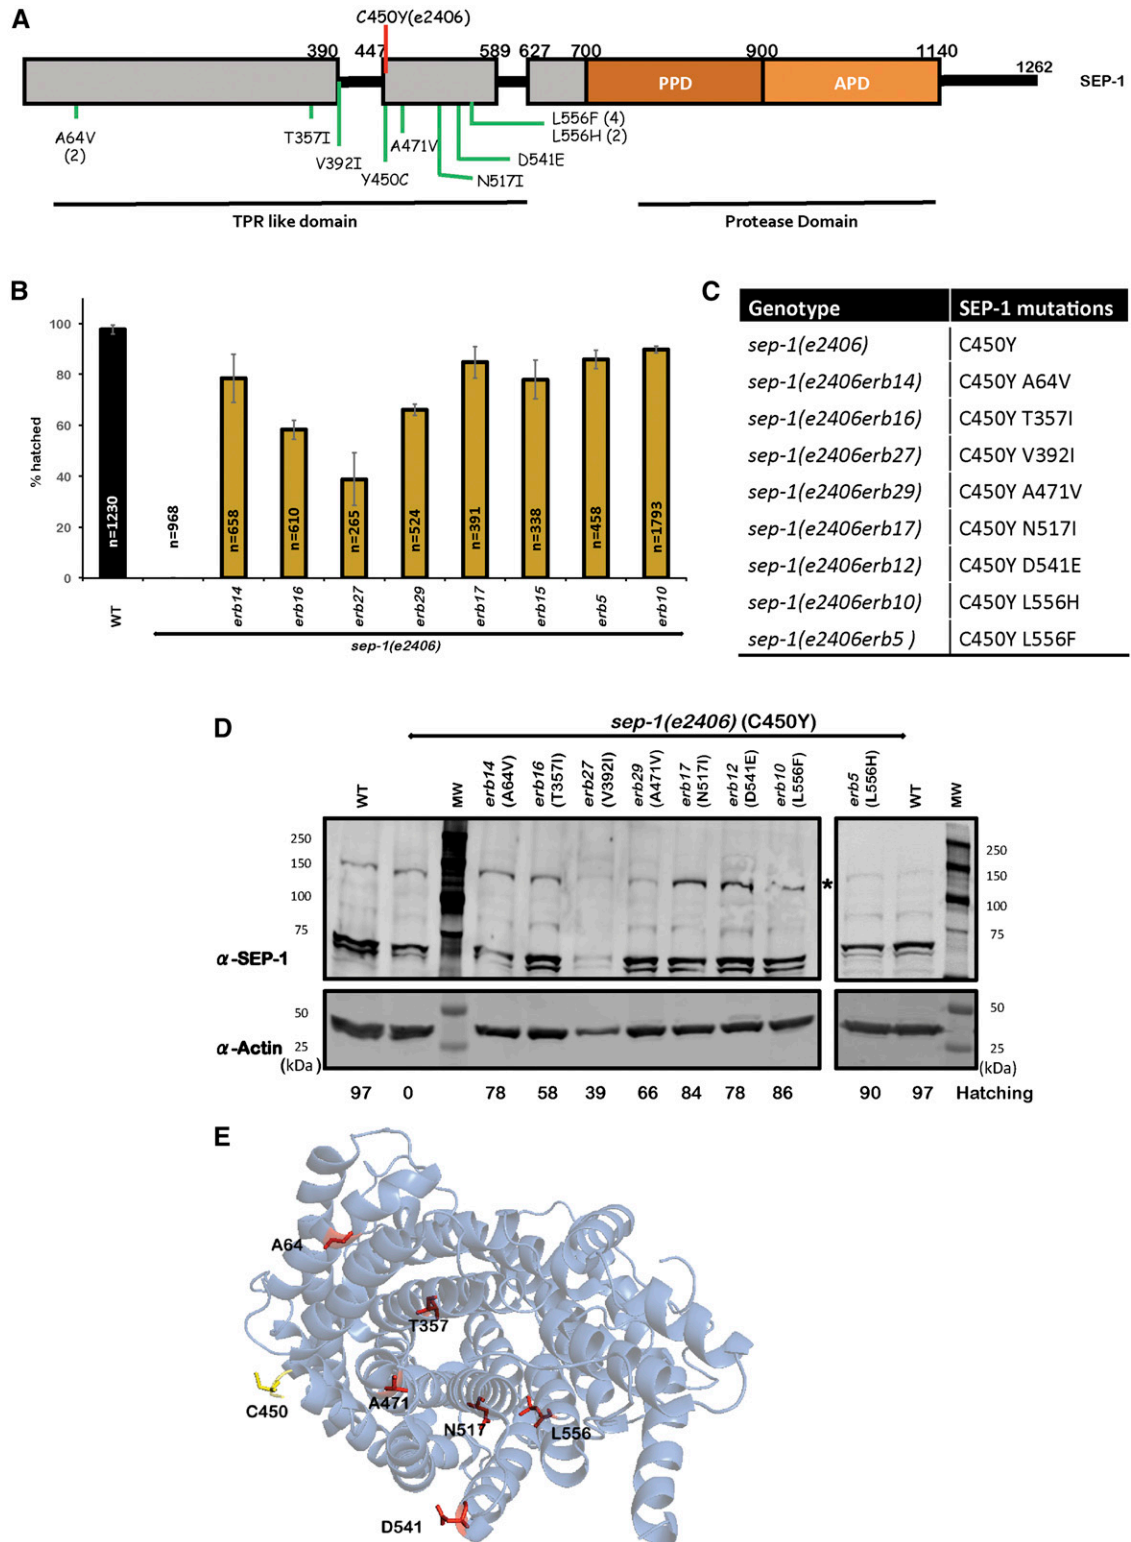 A
C450Y(e2406)
390 447 589 627 700 900 1140
1262
PPD APD
SEP-1
A64V
(2)
T357I
V392I
Y450C
A471V
L556F (4)
L556H (2)
D541E
N517I
TPR like domain
Protease Domain
B
% hatched
100
80
60
40
20
0
n=1230
n=968
n=658
n=610
n=265
n=524
n=391
n=338
n=458
n=1793
WT
erb14
erb16
erb27
erb29
erb17
erb15
erb5
erb10
sep-1(e2406)
C
Genotype SEP-1 mutations
sep-1(e2406) C450Y
sep-1(e2406erb14) C450Y A64V
sep-1(e2406erb16) C450Y T357I
sep-1(e2406erb27) C450Y V392I
sep-1(e2406erb29) C450Y A471V
sep-1(e2406erb17) C450Y N517I
sep-1(e2406erb12) C450Y D541E
sep-1(e2406erb10) C450Y L556H
sep-1(e2406erb5 ) C450Y L556F
D
sep-1(e2406) (C450Y)
WT
MW
erb14
(A64V)
erb16
(T357I)
erb27
(V392I)
erb29
(A471V)
erb17
(N517I)
erb12
(D541E)
erb10
(L556F)
erb5
(L556H)
WT
MW
250
150
100
75
α-SEP-1
*
250
150
100
75
50
25
α-Actin
(kDa)
50
25
(kDa)
97 0 78 58 39 66 84 78 86 90 97 Hatching
E
A64
T357
C450
A471
N517
L556
D541